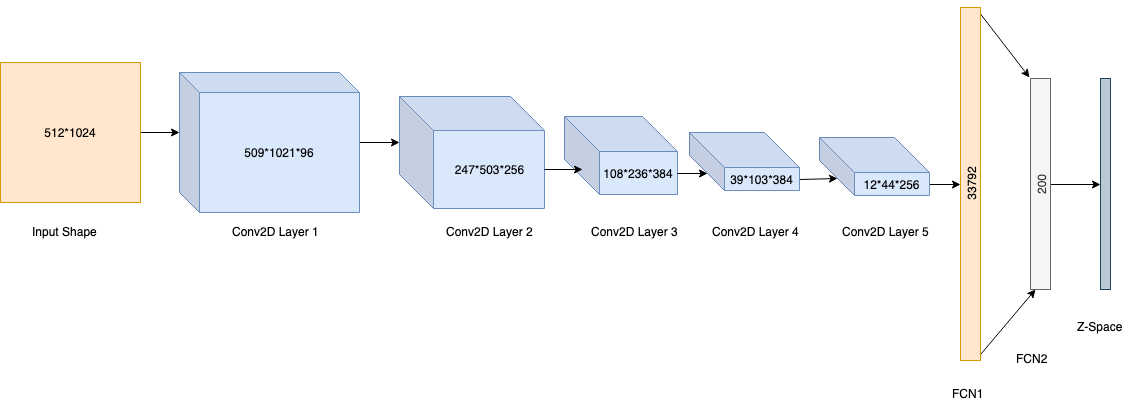 512*1024
509*1021*96
247*503*256
108*236*384
39*103*384
12*44*256
33792
200
Input Shape
Conv2D Layer 1
Conv2D Layer 2
Conv2D Layer 3
Conv2D Layer 4
Conv2D Layer 5
Z-Space
FCN2
FCN1